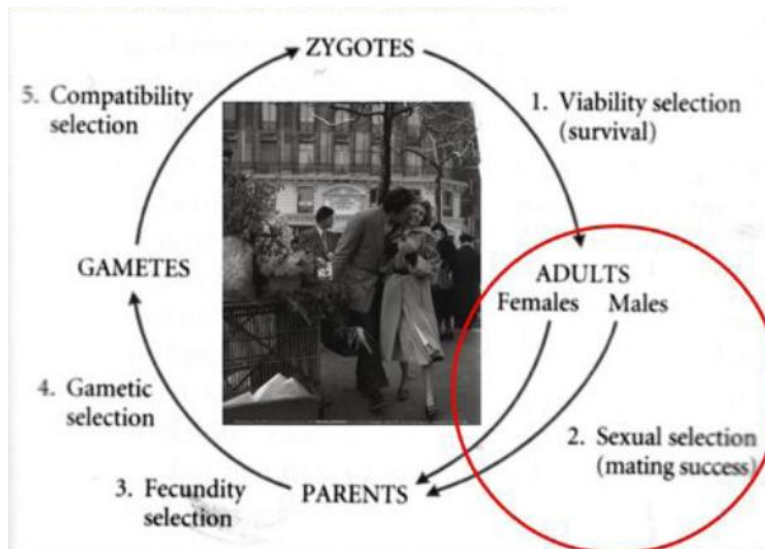 ZYGOTES
5. Compatibility
selection
1. Viability selection
(survival)
GAMETES
ADULTS
Females Males
4. Gametic
selection
2. Sexual selection
(mating success)
3. Fecundity
selection
PARENTS